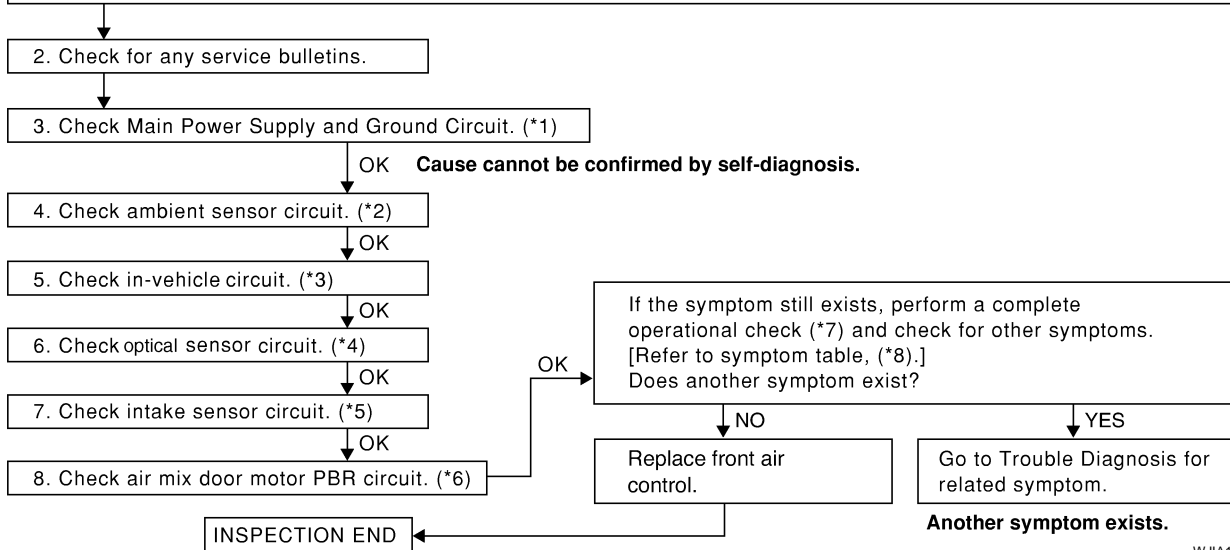 2. Check for any service bulletins.
3. Check Main Power Supply and Ground Circuit. (*1)
OK
Cause cannot be confirmed by self-diagnosis.
4. Check ambient sensor circuit. (*2)
OK
5. Check in-vehicle circuit. (*3)
OK
6. Check optical sensor circuit. (*4)
OK
7. Check intake sensor circuit. (*5)
OK
8. Check air mix door motor PBR circuit. (*6)
OK
If the symptom still exists, perform a complete
operational check (*7) and check for other symptoms.
[Refer to symptom table, (*8).]
Does another symptom exist?
NO
YES
Replace front air
control.
Go to Trouble Diagnosis for
related symptom.
Another symptom exists.
INSPECTION END